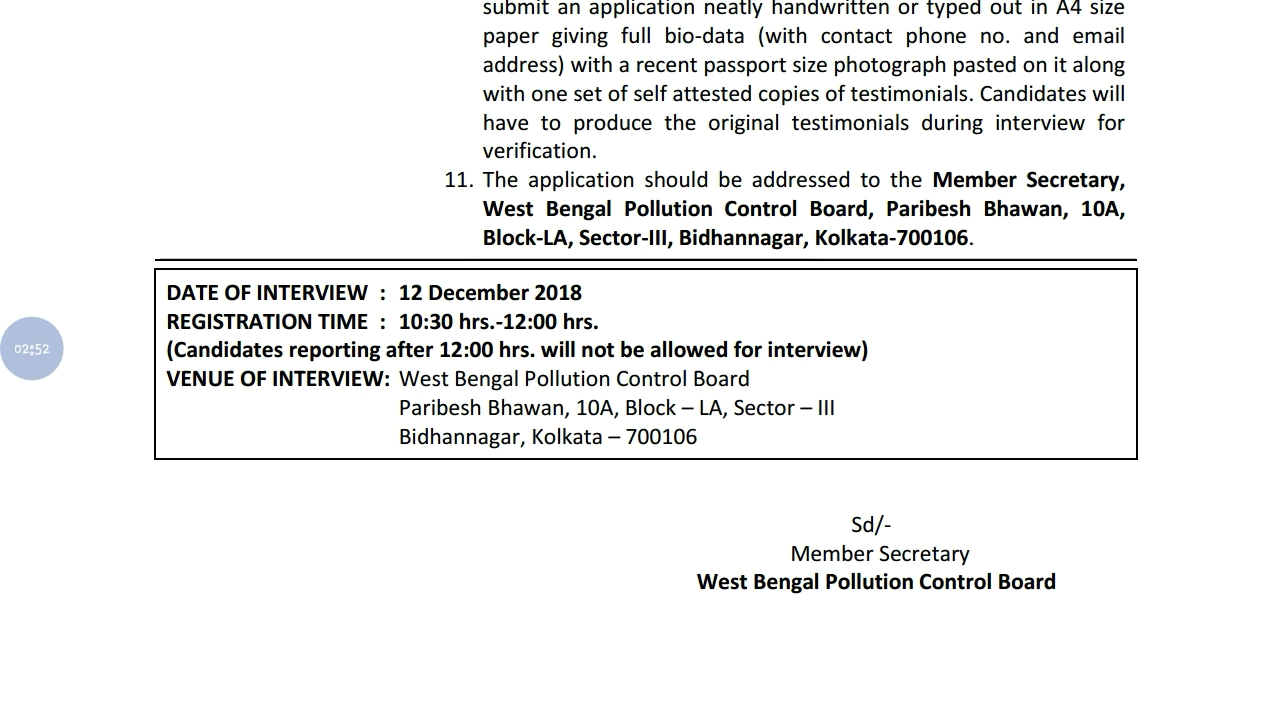 submit an application neatly handwritten or typed out in A4 size
paper giving full bio-data (with contact phone no. and email
address) with a recent passport size photograph pasted on it along
with one set of self attested copies of testimonials. Candidates will
have to produce the original testimonials during interview for
verification.
11. The application should be addressed to the Member Secretary,
West Bengal Pollution Control Board, Paribesh Bhawan, 10A,
Block-LA, Sector-III, Bidhannagar, Kolkata-700106.
DATE OF INTERVIEW : 12 December 2018
REGISTRATION TIME : 10:30 hrs.-12:00 hrs.
(Candidates reporting after 12:00 hrs. will not be allowed for interview)
VENUE OF INTERVIEW: West Bengal Pollution Control Board
Paribesh Bhawan, 10A, Block – LA, Sector – III
Bidhannagar, Kolkata – 700106
02:52
Sd/-
Member Secretary
West Bengal Pollution Control Board